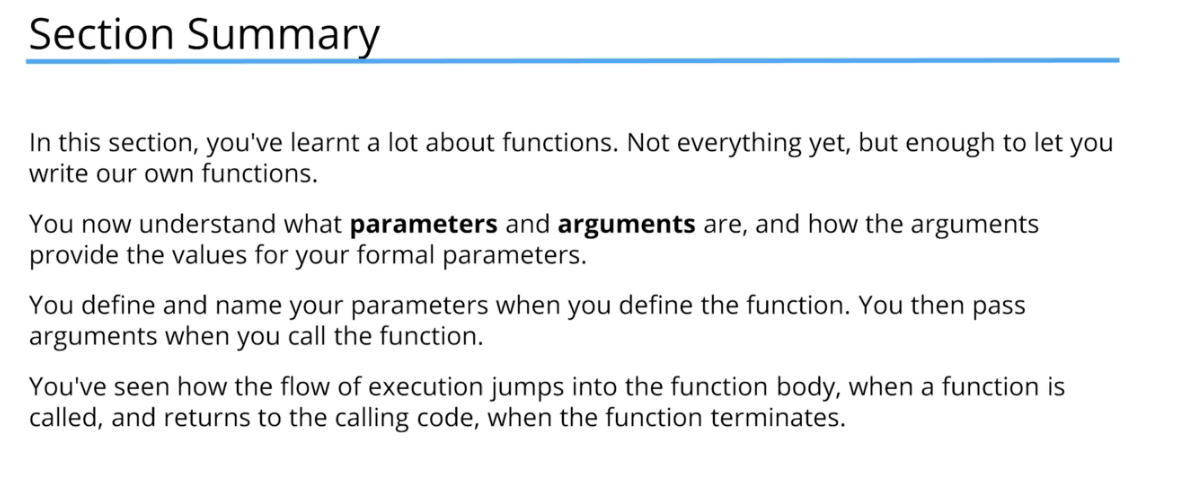 Section Summary
In this section, you've learnt a lot about functions. Not everything yet, but enough to let you
write our own functions.
You now understand what parameters and arguments are, and how the arguments
provide the values for your formal parameters.
You define and name your parameters when you define the function. You then pass
arguments when you call the function.
You've seen how the flow of execution jumps into the function body, when a function is
called, and returns to the calling code, when the function terminates.